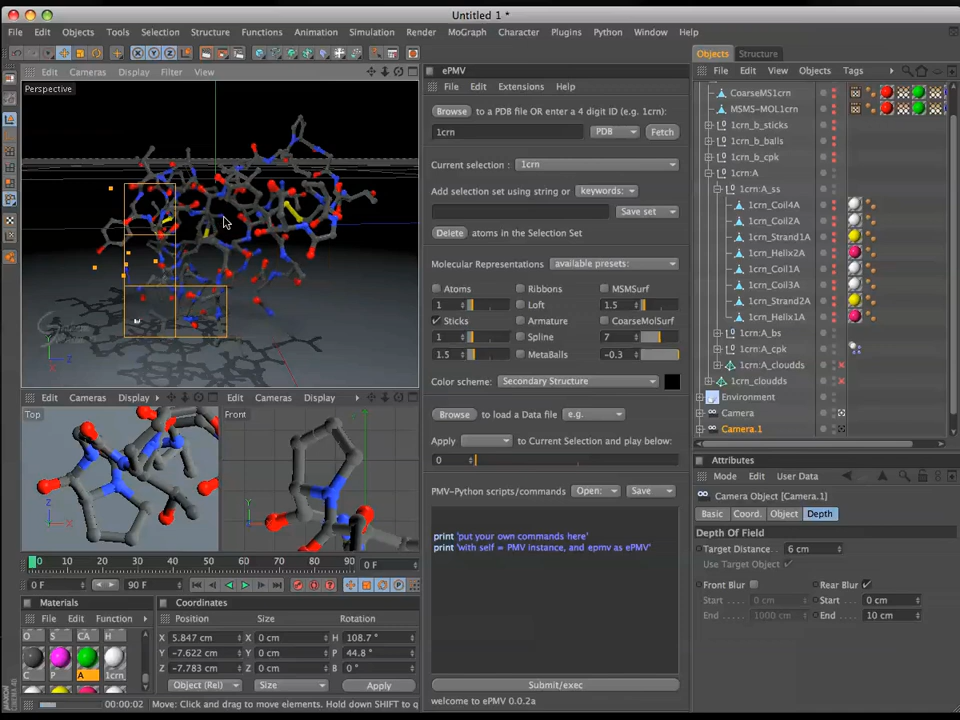 Untitled 1 *
File Edit Objects Tools Selection Structure Functions Animation Simulation Render MoGraph Character Plugins Python Window Help
Edit Cameras Display Filter View
Perspective
ePMV
File Edit Extensions Help
Browse to a PDB file OR enter a 4 digit ID (e.g. 1crn)
1crn PDB Fetch
Current selection : 1crn
Add selection set using string or keywords:
Save set
Delete atoms in the Selection Set
Molecular Representations available presets:
Atoms Ribbons MSMSurf
1 Loft 1.5
Sticks Armature CoarseMolSurf
1 Spline 7
1.5 MetaBalls -0.3
Color scheme: Secondary Structure
Browse to load a Data file e.g.
Apply to Current Selection and play below:
0
PMV-Python scripts/commands Open: Save
print 'put your own commands here'
print 'with self = PMV instance, and epmv as ePMV'
Submit/exec
welcome to ePMV 0.0.2a
Objects Structure
File Edit View Objects Tags
CoarseMS1crn
MSMS-MOL1crn
1crn_b_sticks
1crn_b_balls
1crn_b_cpk
1crn:A
1crn:A_ss
1crn_Coil4A
1crn_Coil2A
1crn_Strand1A
1crn_Helix2A
1crn_Coil1A
1crn_Coil3A
1crn_Strand2A
1crn_Helix1A
1crn:A_bs
1crn:A_cpk
1crn:A_cloudds
1crn_cloudds
Environment
Camera
Camera.1
Attributes
Mode Edit User Data
Camera Object [Camera.1]
Basic Coord. Object Depth
Depth Of Field
Target Distance . 6 cm
Use Target Object
Front Blur Rear Blur
Start .... 0 cm Start .... 0 cm
End ..... 1000 cm End ..... 10 cm
Edit Cameras Display
Top
Edit Cameras Display
Front
Z X
0 10 20 30 40 50 60 70 80 90 0 F
0 F 90 F
Materials
File Edit Function
O S CA H
C P A 1crn_
Coordinates
Position Size Rotation
X 5.847 cm X 0 cm H 108.7 °
Y -7.622 cm Y 0 cm P 44.8 °
Z -7.783 cm Z 0 cm B 0 °
Object (Rel) Size Apply
MAXON CINEMA 4D
00:00:02 Move: Click and drag to move elements. Hold down SHIFT to q